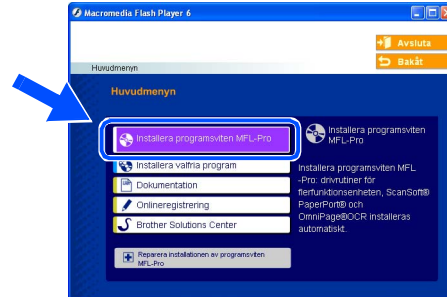 Macromedia Flash Player 6
Avsluta
Bakåt
Huvudmenyn
Huvudmenyn
Installera programsviten MFL-Pro
Installera valfria program
Dokumentation
Onlineregistrering
Brother Solutions Center
Reparera installationen av programsviten
MFL-Pro
Installera programsviten
MFL-Pro
Installera programsviten MFL
-Pro: drivrutiner för
flerfunktionsenheten, ScanSoft®
PaperPort® och
OmniPage®OCR installeras
automatiskt.